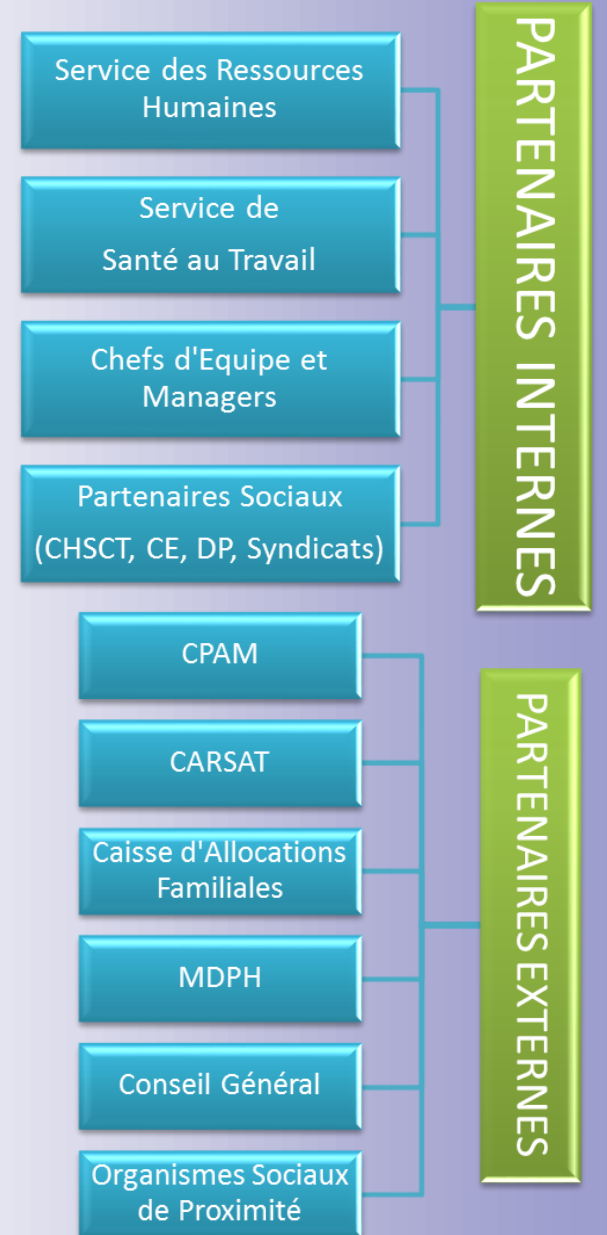 PARTENAIRES INTERNES
Service des Ressources
Humaines
Service de
Santé au Travail
Chefs d'Equipe et
Managers
Partenaires Sociaux
(CHSCT, CE, DP, Syndicats)
PARTENAIRES EXTERNES
CPAM
CARSAT
Caisse d'Allocations
Familiales
MDPH
Conseil Général
Organismes Sociaux
de Proximité